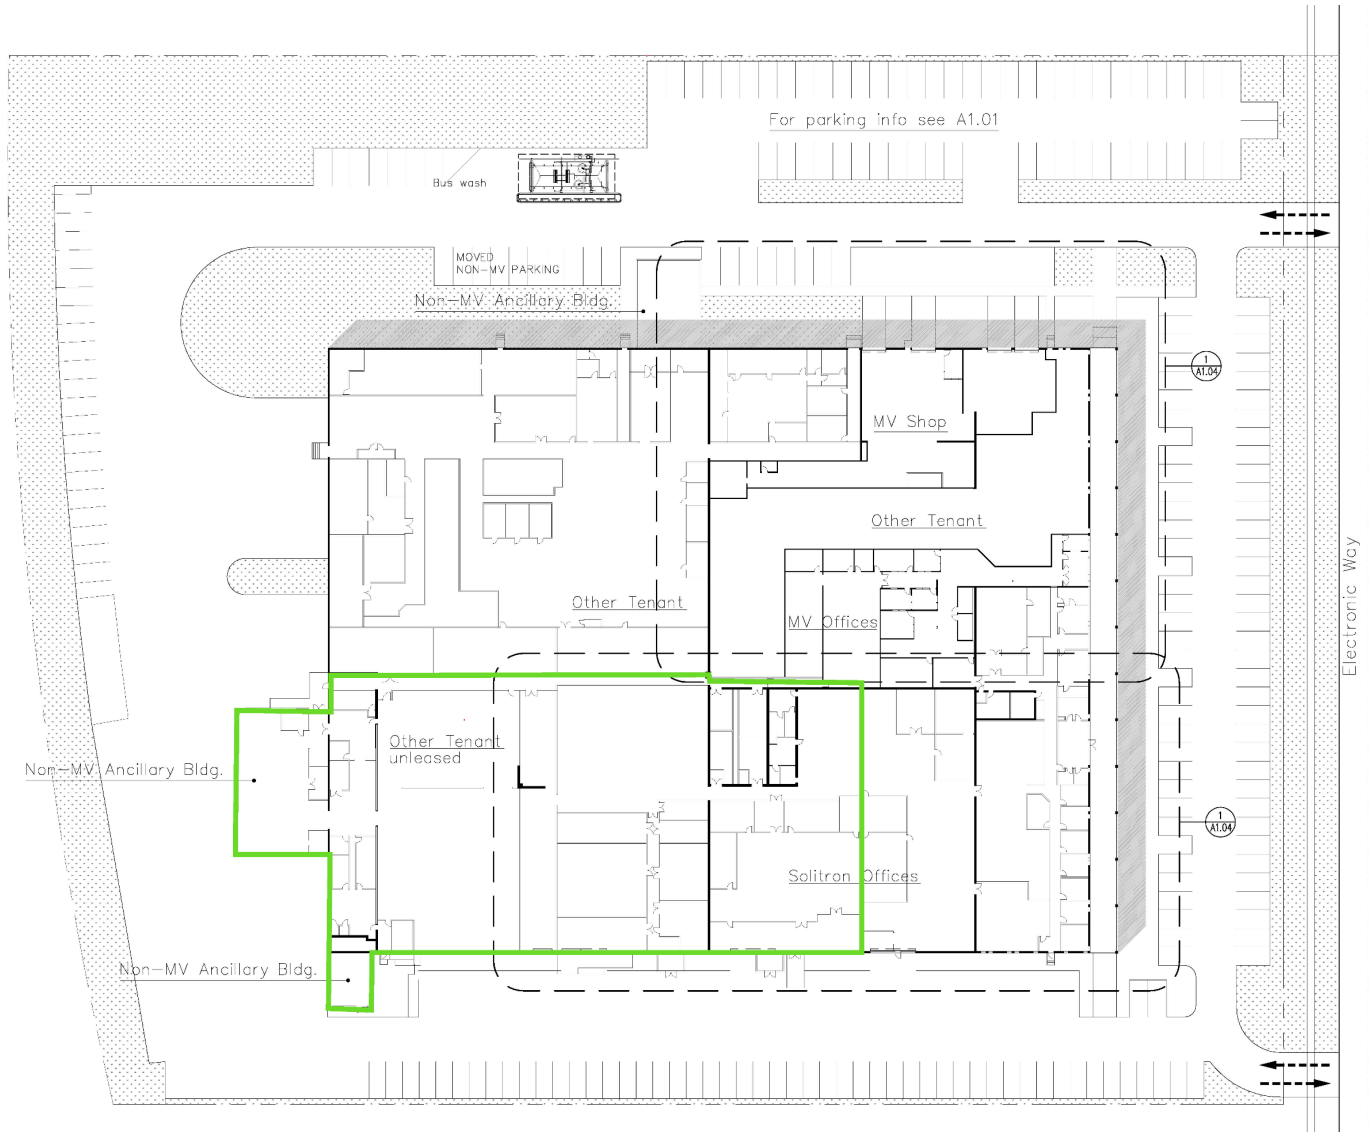 For parking info see A1.01
Bus wash
MOVED
NON-MV PARKING
Non-MV Ancillary Bldg.
1
A1.04
MV Shop
Other Tenant
Other Tenant
MV Offices
Electronic Way
Other Tenant
unleased
Non-MV Ancillary Bldg.
1
A1.04
Solitron Offices
Non-MV Ancillary Bldg.